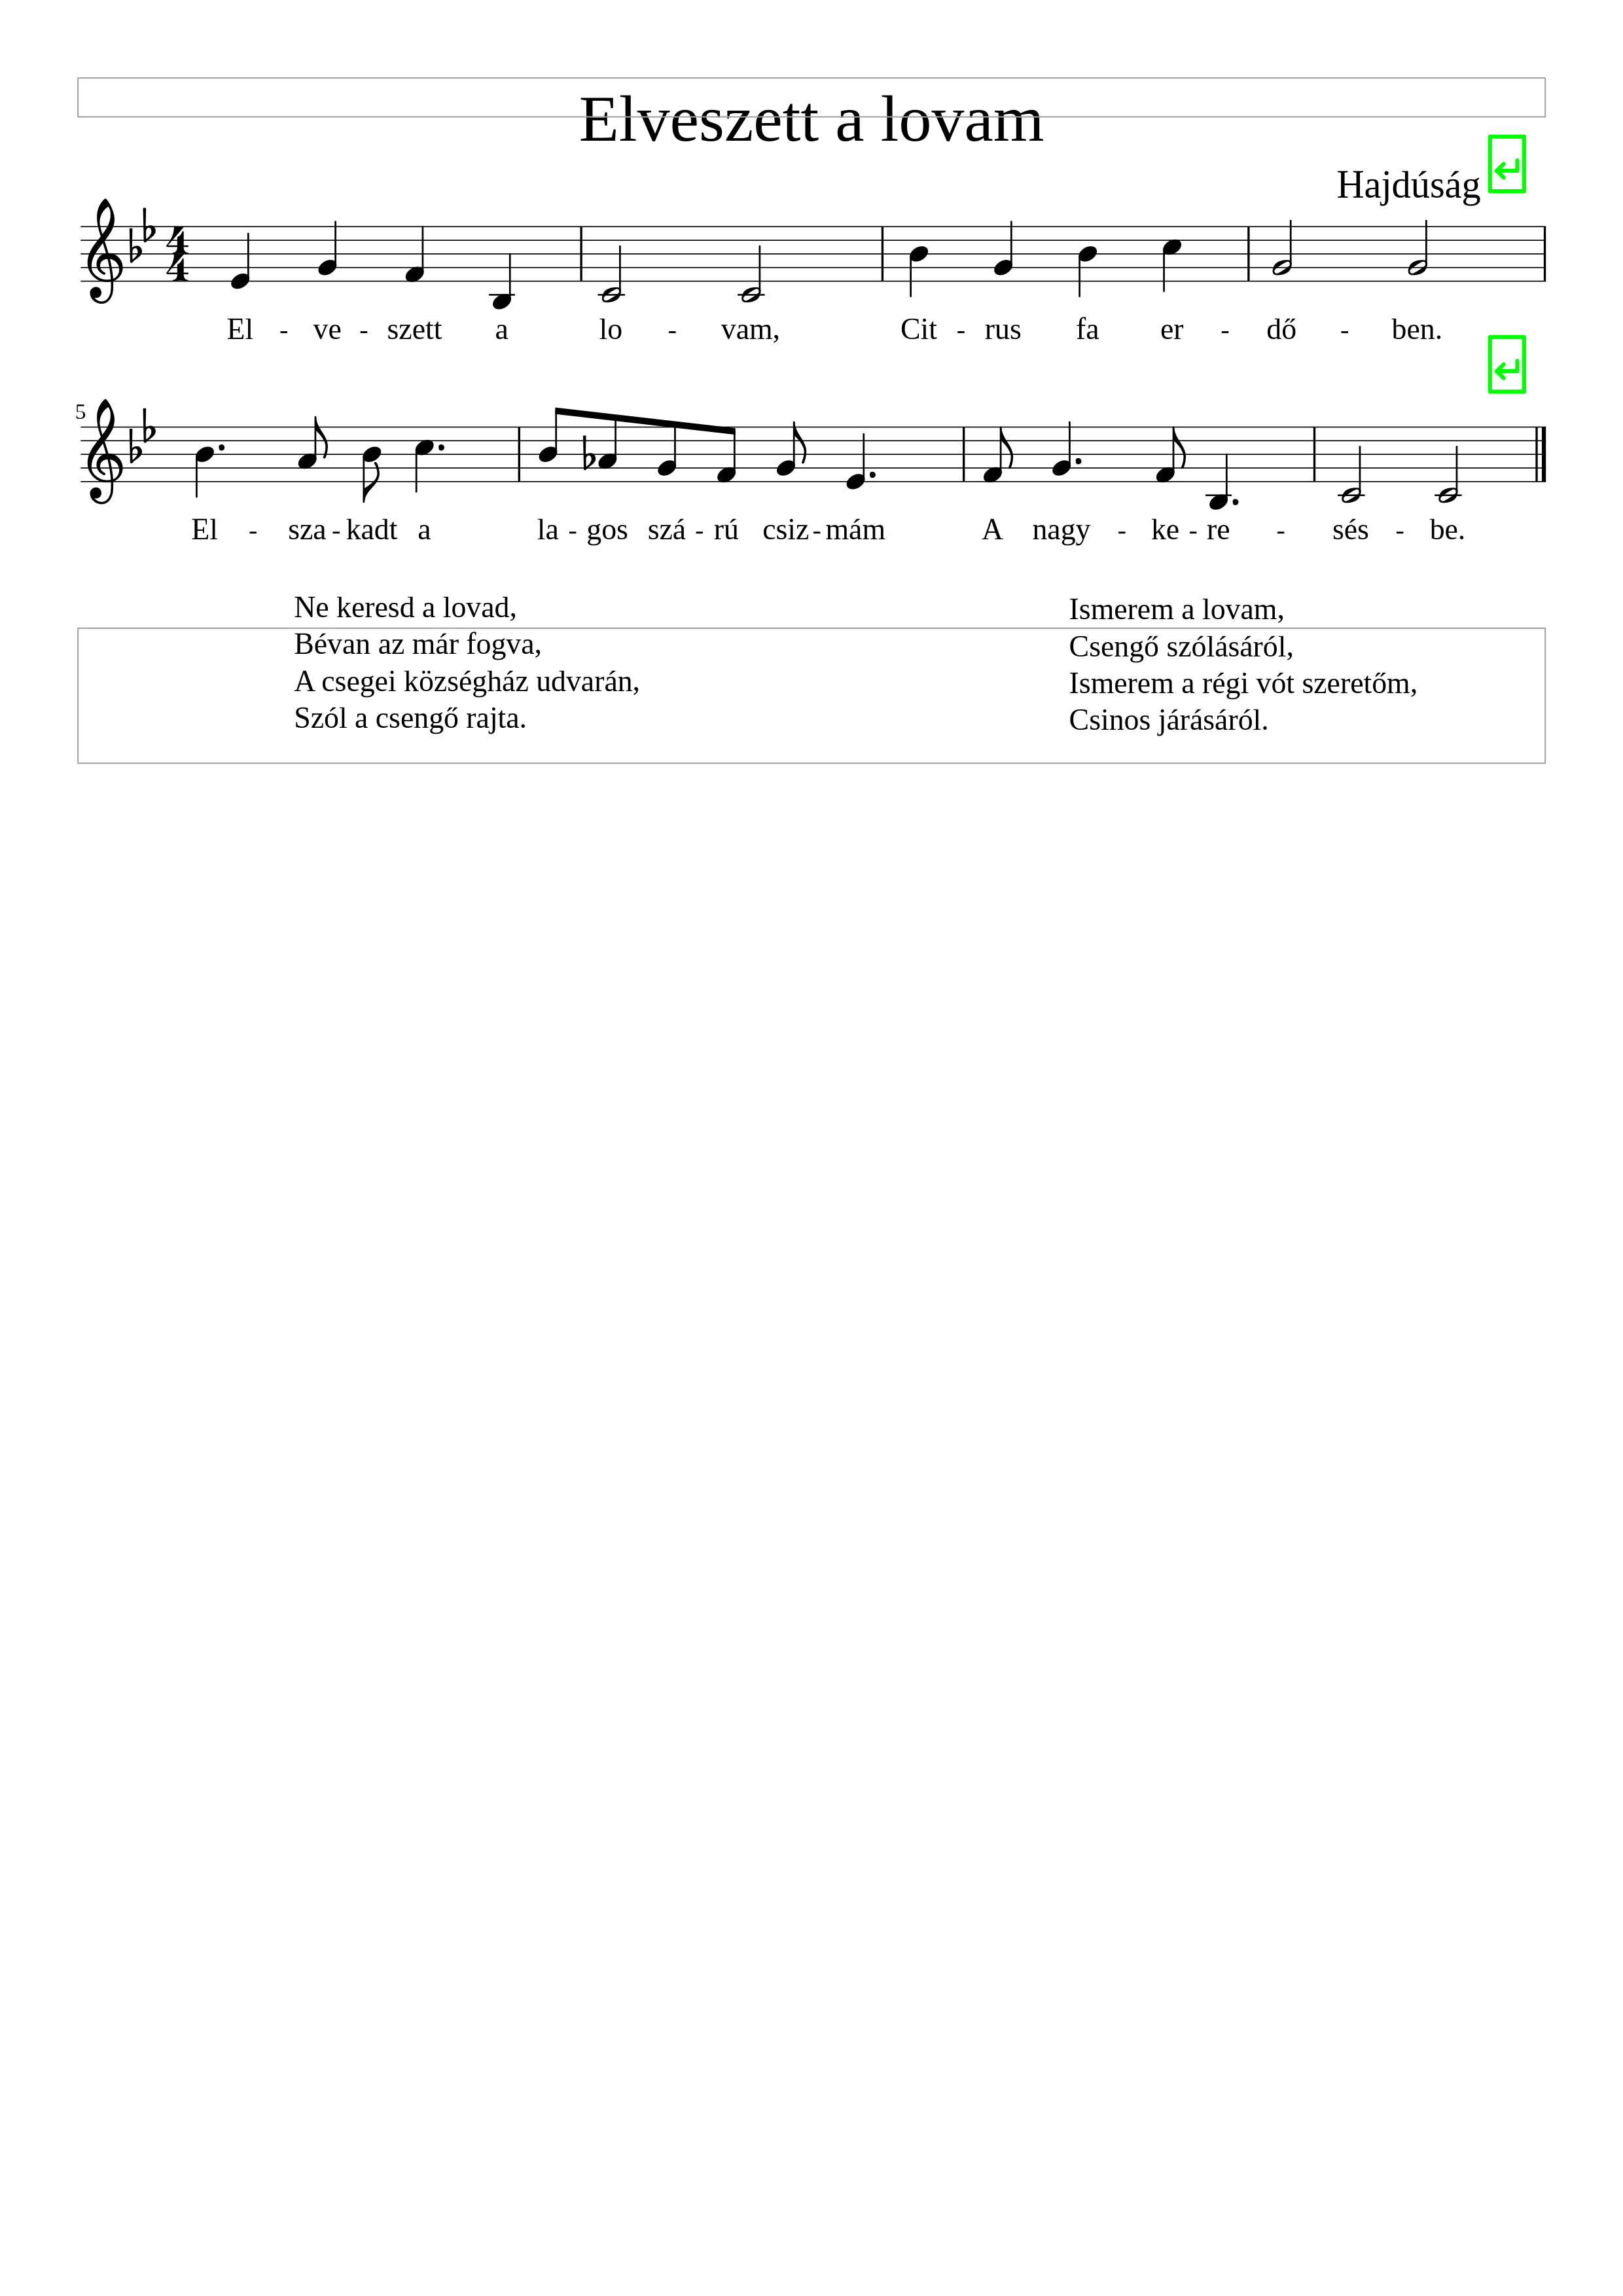 Elveszett a lovam
Hajdúság
4
4
El - ve - szett a lo - vam, Cit - rus fa er - dő - ben.
5
El - sza - kadt a la - gos szá - rú csiz - mám A nagy - ke - re - sés - be.
Ne keresd a lovad,
Bévan az már fogva,
A csegei községház udvarán,
Szól a csengő rajta.
Ismerem a lovam,
Csengő szólásáról,
Ismerem a régi vót szeretőm,
Csinos járásáról.